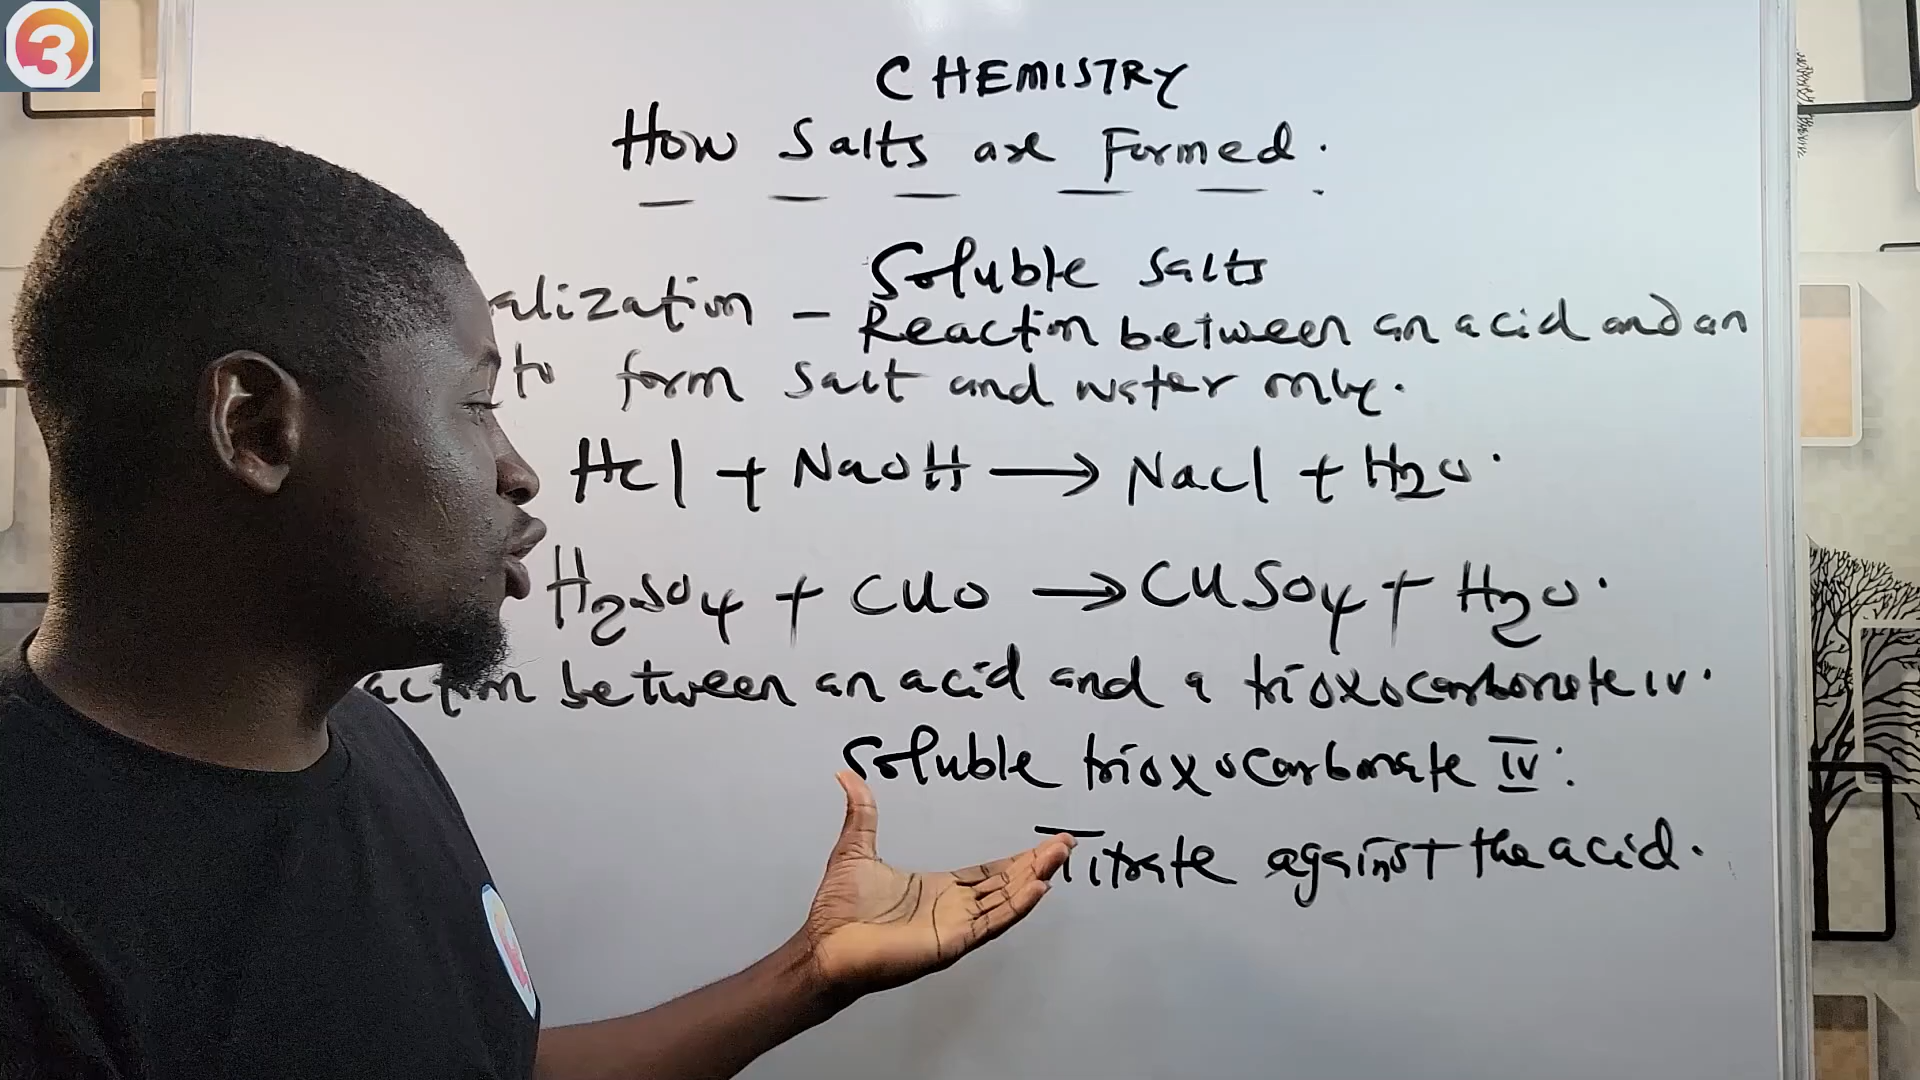 3
CHEMISTRY
How Salts are Formed.
Soluble Salts
alization - Reaction between an acid and an
to form Salt and water only.
HCl + NaOH → NaCl + H2O.
H2SO4 + CuO → CuSO4 + H2O.
action between an acid and a trioxocarbonate iv.
Soluble trioxocarbonate IV:
Titrate against the acid.